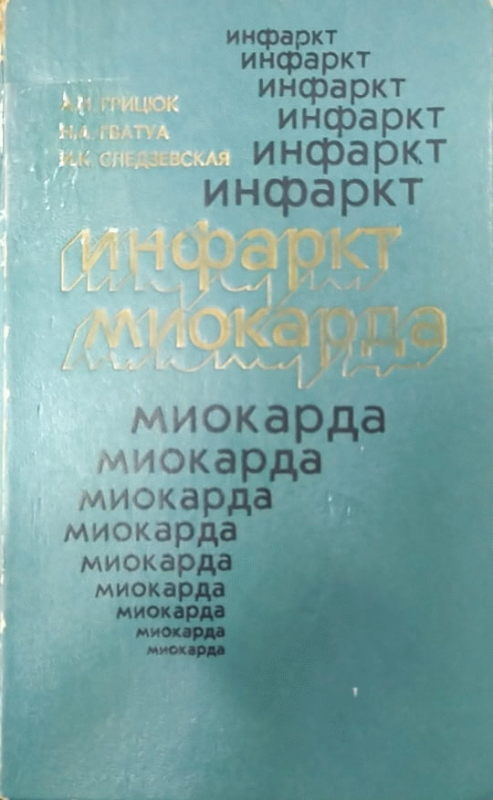 инфаркт
инфаркт
инфаркт
А.И. ГРИЦЮК
инфаркт
Н.А. ГВАТУА
инфаркт
И.К. СЛЕДЗЕВСКАЯ
инфаркт
инфаркт
миокарда
миокарда
миокарда
миокарда
миокарда
миокарда
миокарда
миокарда
миокарда
миокарда